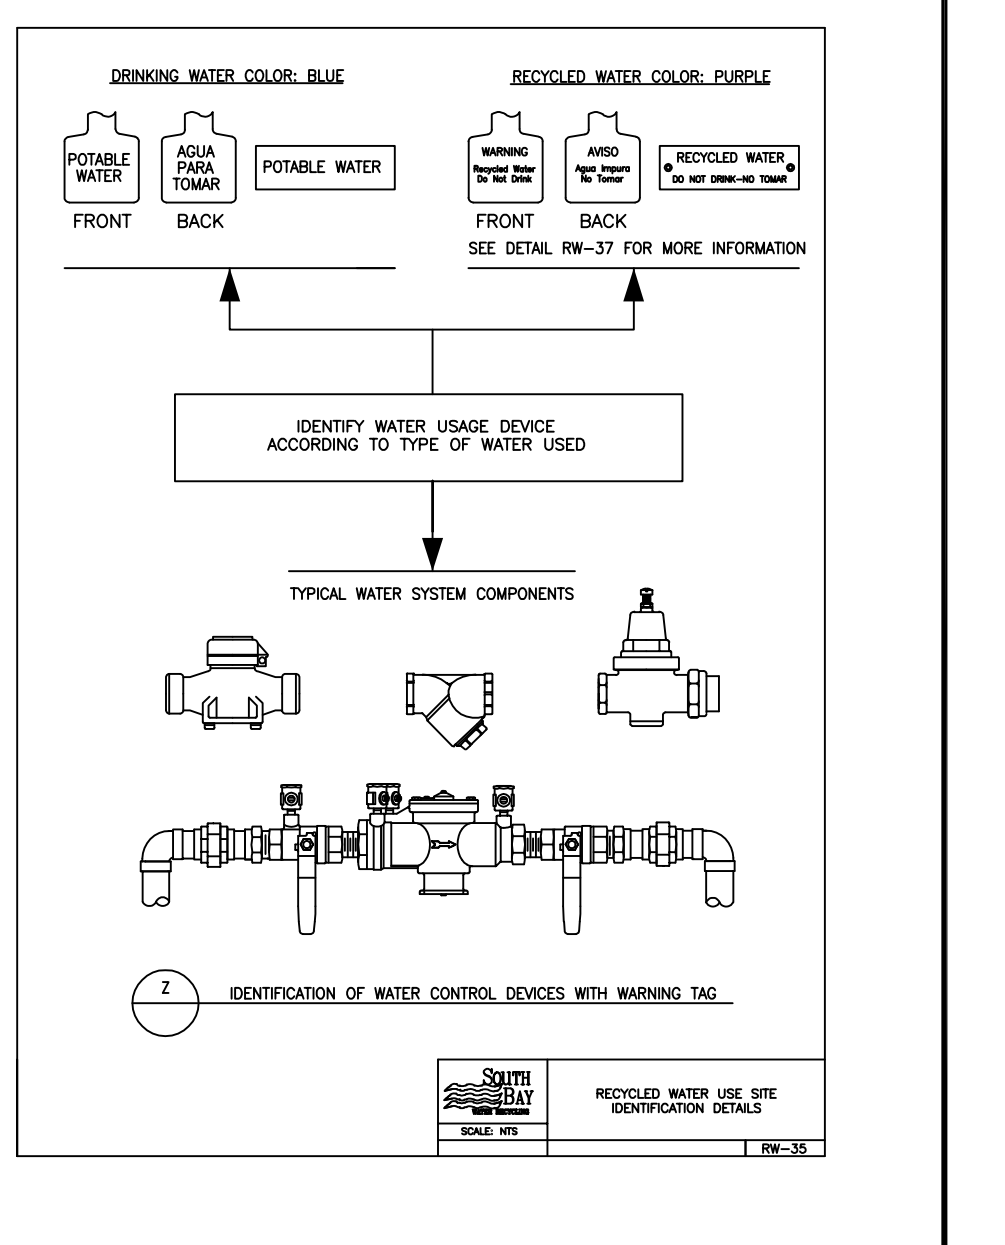 DRINKING WATER COLOR: BLUE
POTABLE
WATER
FRONT
AGUA
PARA
TOMAR
BACK
POTABLE WATER
RECYCLED WATER COLOR: PURPLE
WARNING
Recycled Water
Do Not Drink
FRONT
AVISO
Agua Impura
No Tomar
BACK
RECYCLED WATER
DO NOT DRINK-NO TOMAR
SEE DETAIL RW-37 FOR MORE INFORMATION
IDENTIFY WATER USAGE DEVICE
ACCORDING TO TYPE OF WATER USED
TYPICAL WATER SYSTEM COMPONENTS
Z
IDENTIFICATION OF WATER CONTROL DEVICES WITH WARNING TAG
SOUTH
BAY
WATER RECYCLING
SCALE: NTS
RECYCLED WATER USE SITE
IDENTIFICATION DETAILS
RW-35